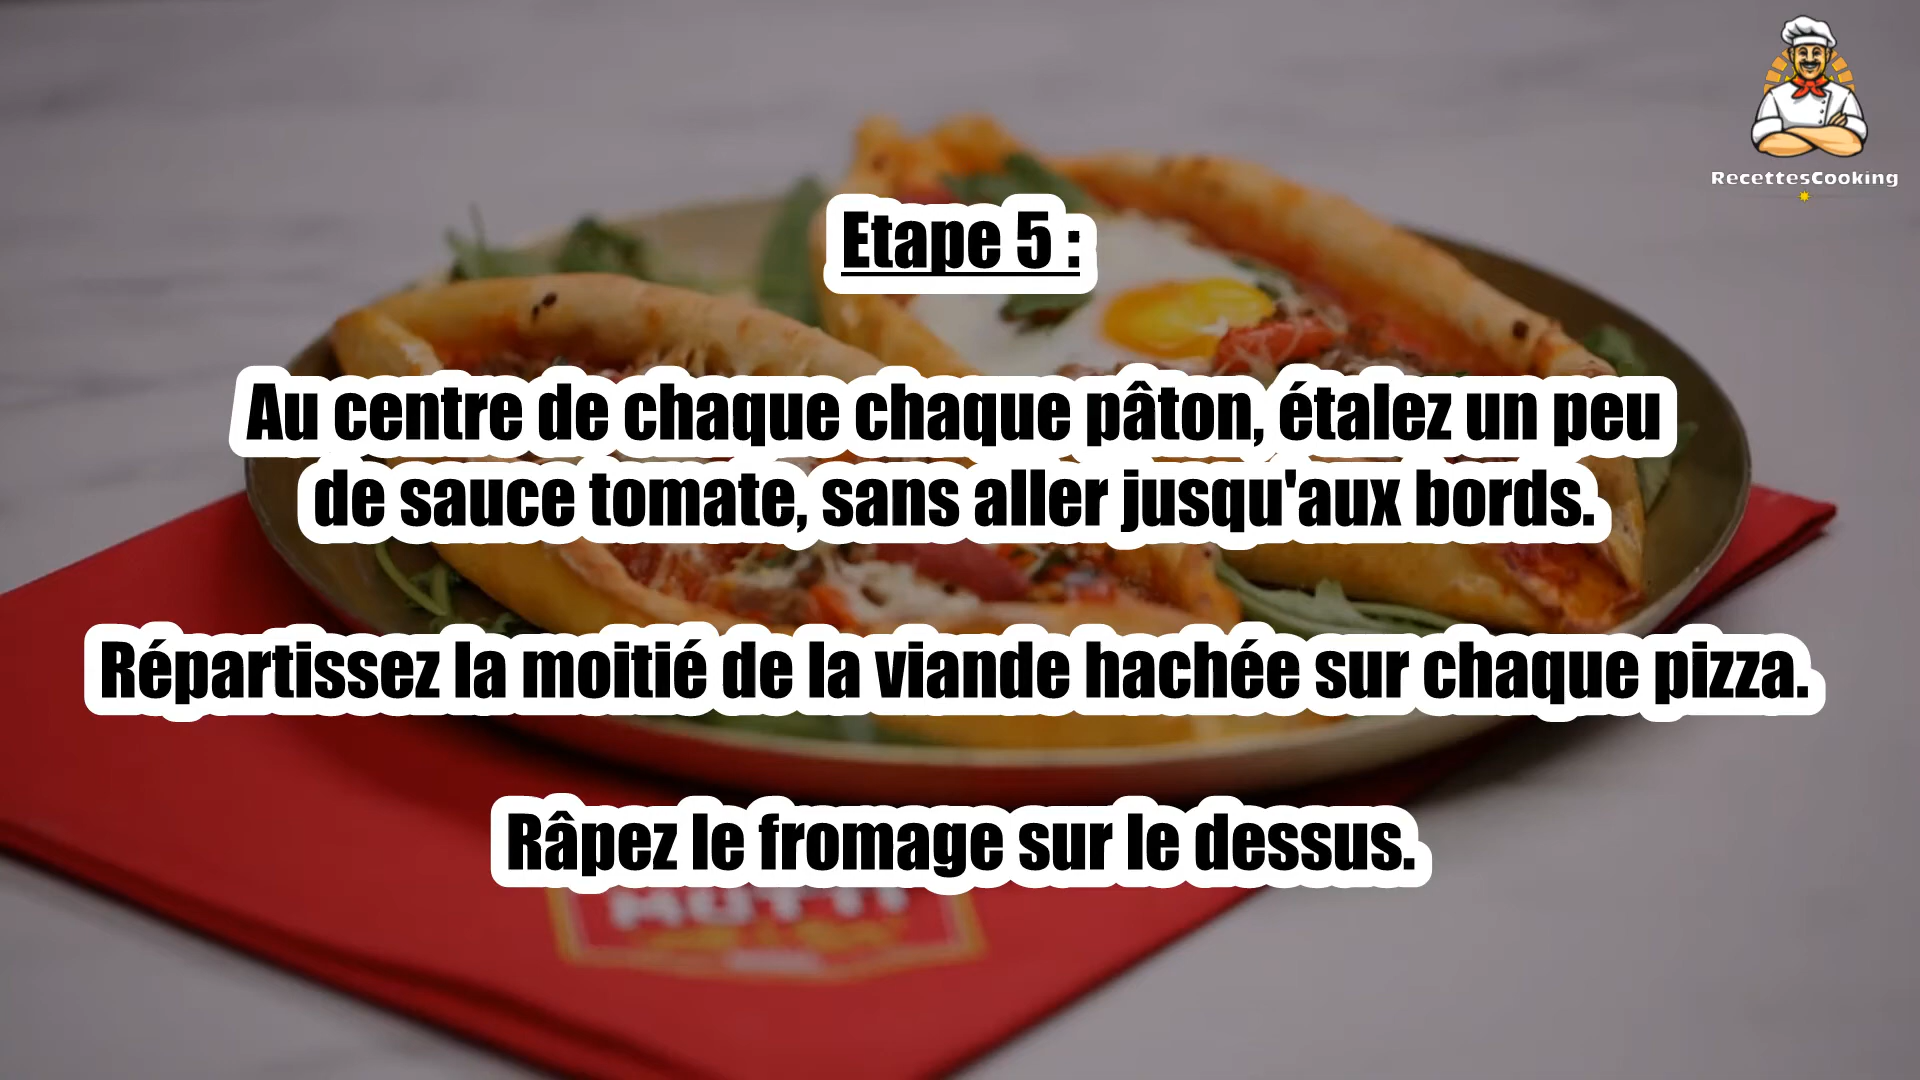 RecettesCooking
Etape 5 :
Au centre de chaque chaque pâton, étalez un peu
de sauce tomate, sans aller jusqu'aux bords.
Répartissez la moitié de la viande hachée sur chaque pizza.
Râpez le fromage sur le dessus.